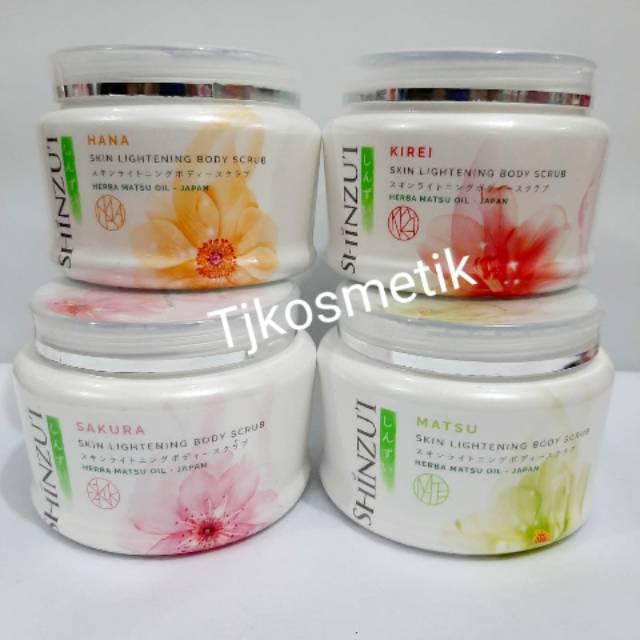 HANA
SKIN LIGHTENING BODY SCRUB
スキンライトニングボディースクラブ
HERBA MATSU OIL - JAPAN
SHINZU'I
しんずい
KIREI
SKIN LIGHTENING BODY SCRUB
スキンライトニングボディースクラブ
HERBA MATSU OIL - JAPAN
SHINZU'I
しんずい
Tjkosmetik
SAKURA
SKIN LIGHTENING BODY SCRUB
スキンライトニングボディースクラブ
HERBA MATSU OIL - JAPAN
SHINZU'I
しんずい
MATSU
SKIN LIGHTENING BODY SCRUB
スキンライトニングボディースクラブ
HERBA MATSU OIL - JAPAN
SHINZU'I
しんずい